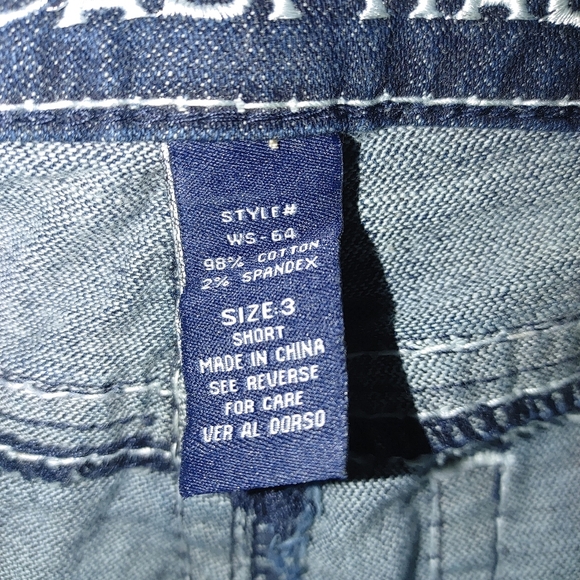 STYLE#
WS-64
98% COTTON
2% SPANDEX
SIZE 3
SHORT
MADE IN CHINA
SEE REVERSE
FOR CARE
VER AL DORSO